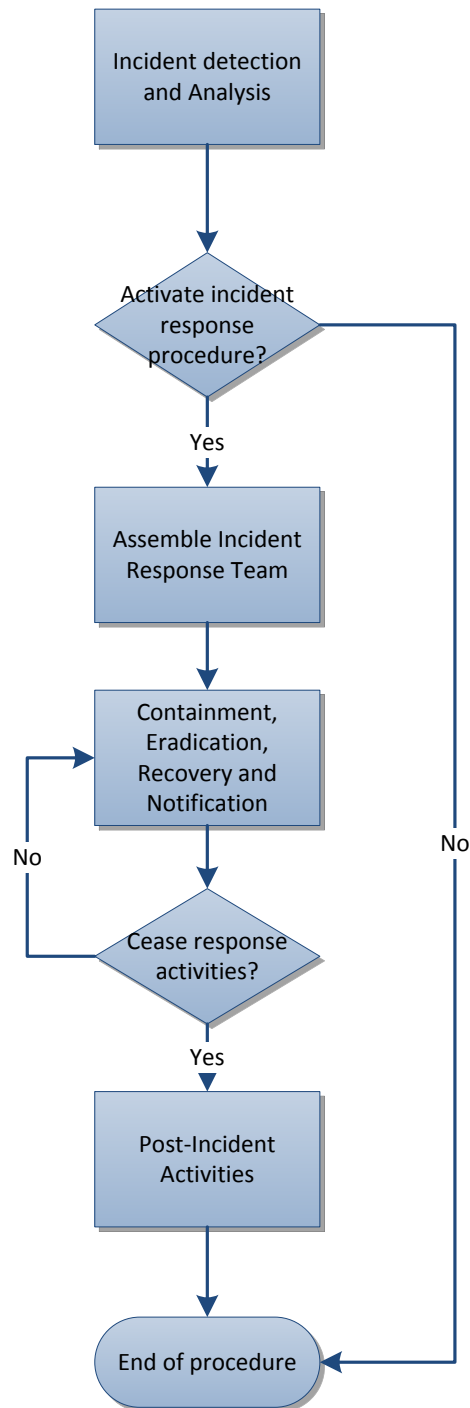 Incident detection
and Analysis
Activate incident
response
procedure?
Yes
Assemble Incident
Response Team
Containment,
Eradication,
Recovery and
Notification
No
No
Cease response
activities?
Yes
Post-Incident
Activities
End of procedure